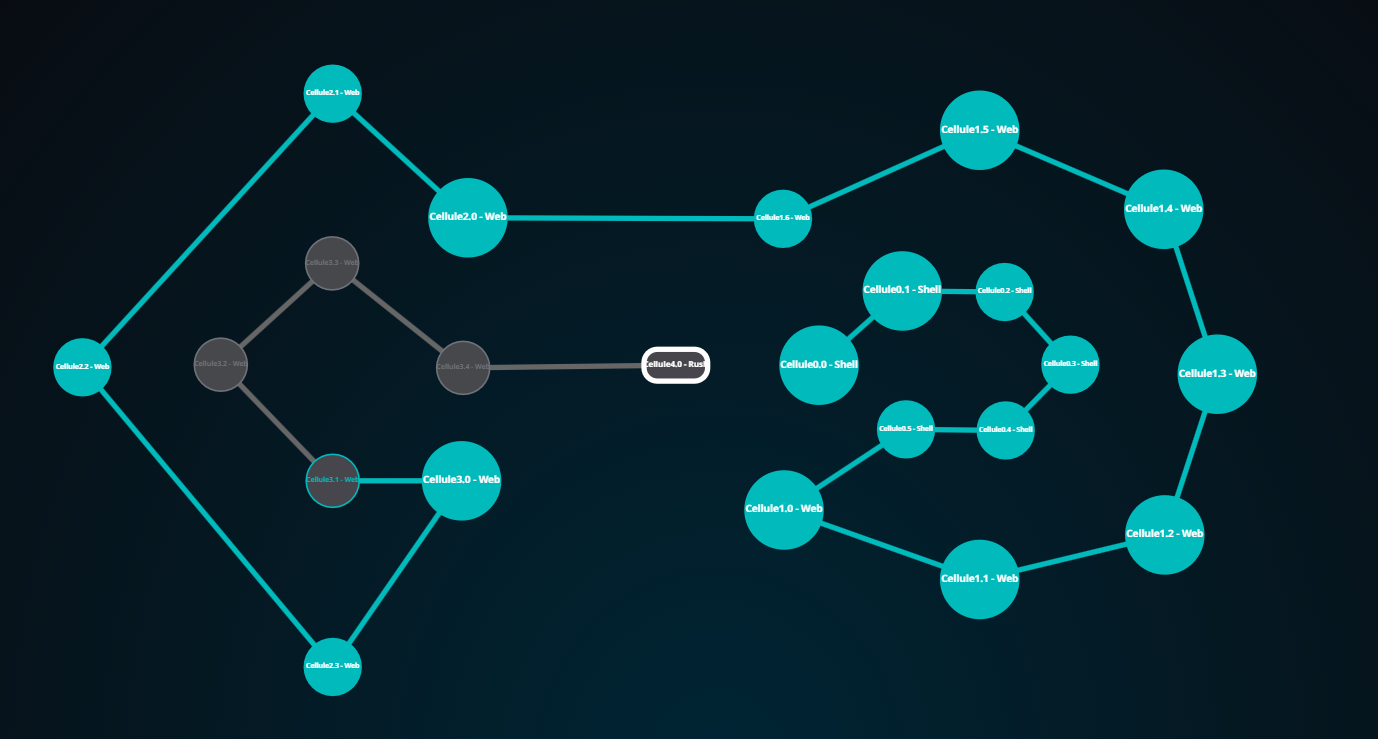 Cellule2.1 - Web
Cellule1.5 - Web
Cellule2.0 - Web
Cellule1.6 - Web
Cellule1.4 - Web
Cellule3.3 - Web
Cellule0.1 - Shell
Cellule0.2 - Shell
Cellule2.2 - Web
Cellule3.2 - Web
Cellule3.4 - Web
Cellule4.0 - Rust
Cellule0.0 - Shell
Cellule0.3 - Shell
Cellule1.3 - Web
Cellule0.5 - Shell
Cellule0.4 - Shell
Cellule3.1 - Web
Cellule3.0 - Web
Cellule1.0 - Web
Cellule1.2 - Web
Cellule1.1 - Web
Cellule2.3 - Web